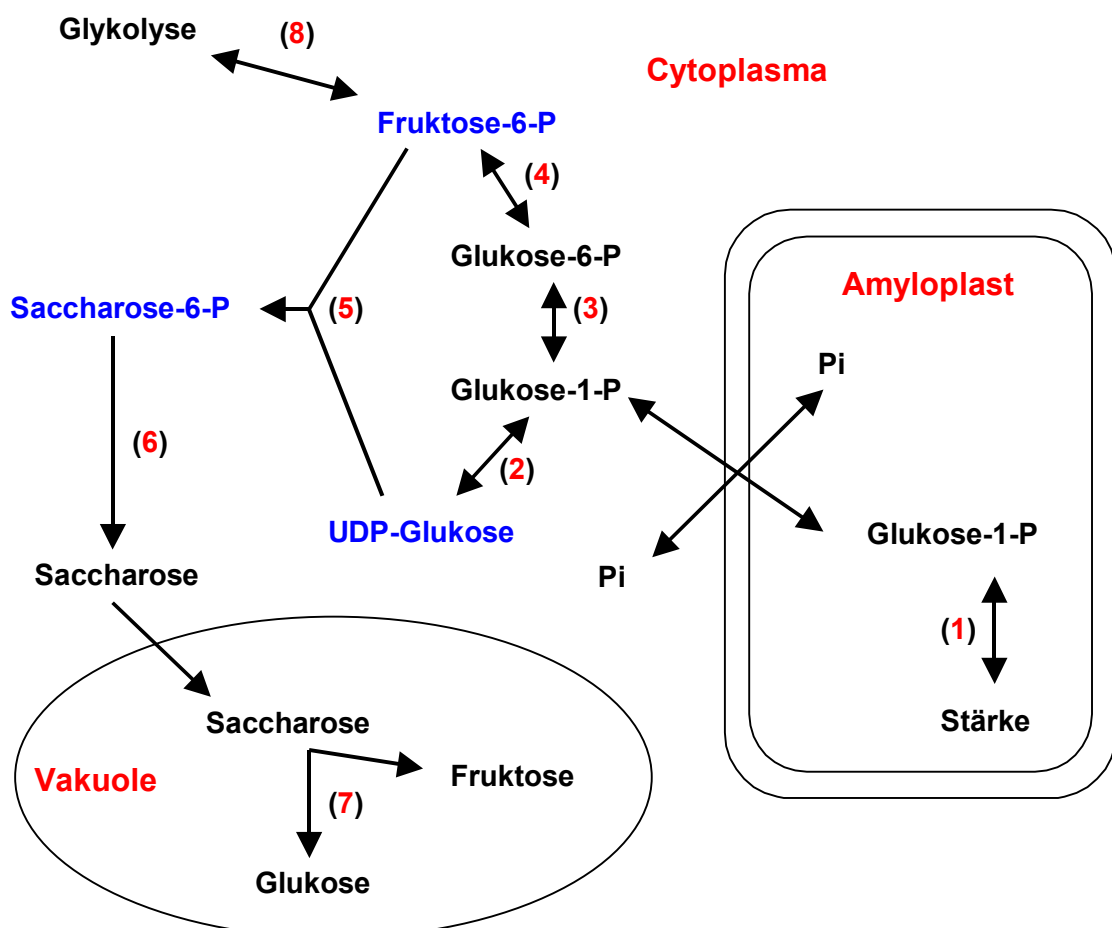 Glykolyse
(8)
Cytoplasma
Fruktose-6-P
(4)
Glukose-6-P
Amyloplast
Saccharose-6-P
(5)
(3)
Pi
Glukose-1-P
(6)
(2)
UDP-Glukose
Glukose-1-P
Saccharose
Pi
(1)
Saccharose
Stärke
Vakuole
Fruktose
(7)
Glukose